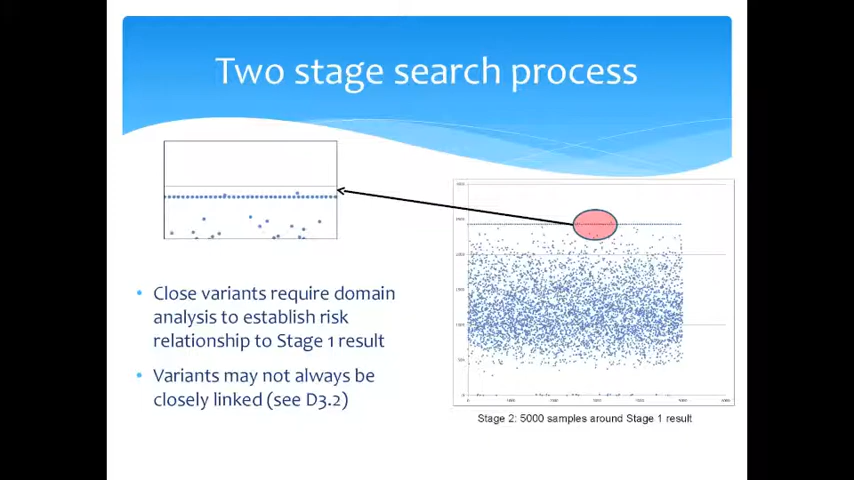 Two stage search process
Close variants require domain
analysis to establish risk
relationship to Stage 1 result
Variants may not always be
closely linked (see D3.2)
Stage 2: 5000 samples around Stage 1 result